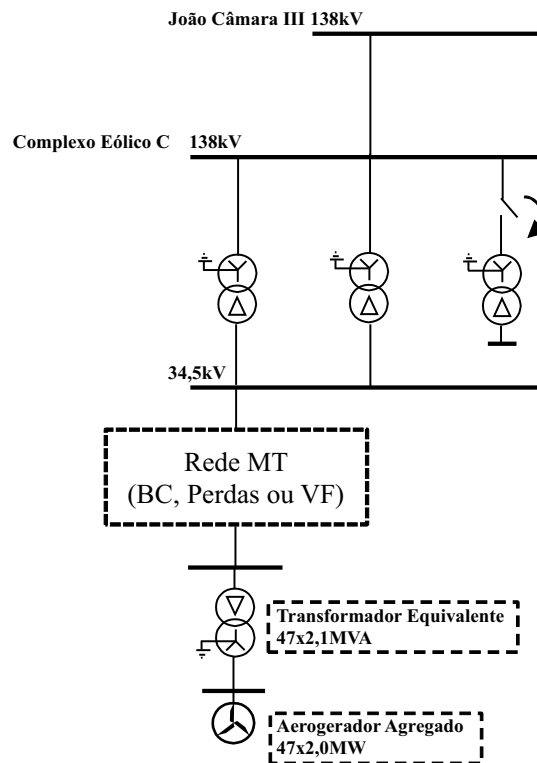 João Câmara III 138kV
Complexo Eólico C 138kV
34,5kV
Rede MT
(BC, Perdas ou VF)
Transformador Equivalente
47x2,1MVA
Aerogerador Agregado
47x2,0MW